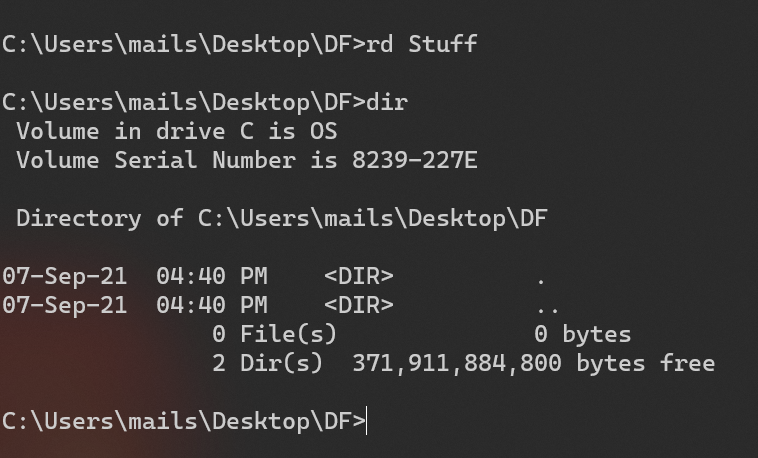 C:\Users\mails\Desktop\DF>rd Stuff
C:\Users\mails\Desktop\DF>dir
 Volume in drive C is OS
 Volume Serial Number is 8239-227E
 Directory of C:\Users\mails\Desktop\DF
07-Sep-21  04:40 PM    <DIR>          .
07-Sep-21  04:40 PM    <DIR>          ..
               0 File(s)              0 bytes
               2 Dir(s)  371,911,884,800 bytes free
C:\Users\mails\Desktop\DF>